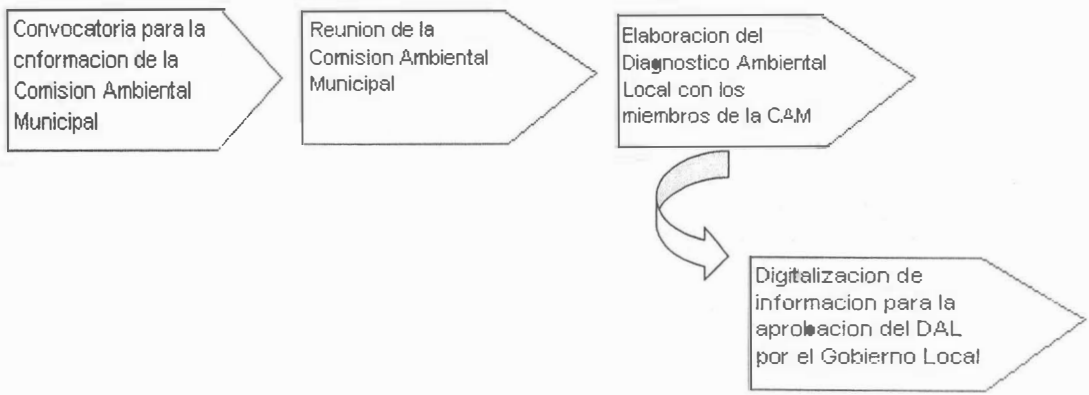 Convocatoria para la
cnformacion de la
Comision Ambiental
Municipal
Reunion de la
Comision Ambiental
Municipal
Elaboracion del
Diagnostico Ambiental
Local con los
miembros de la CAM
Digitalizacion de
informacion para la
aprobacion del DAL
por el Gobierno Local